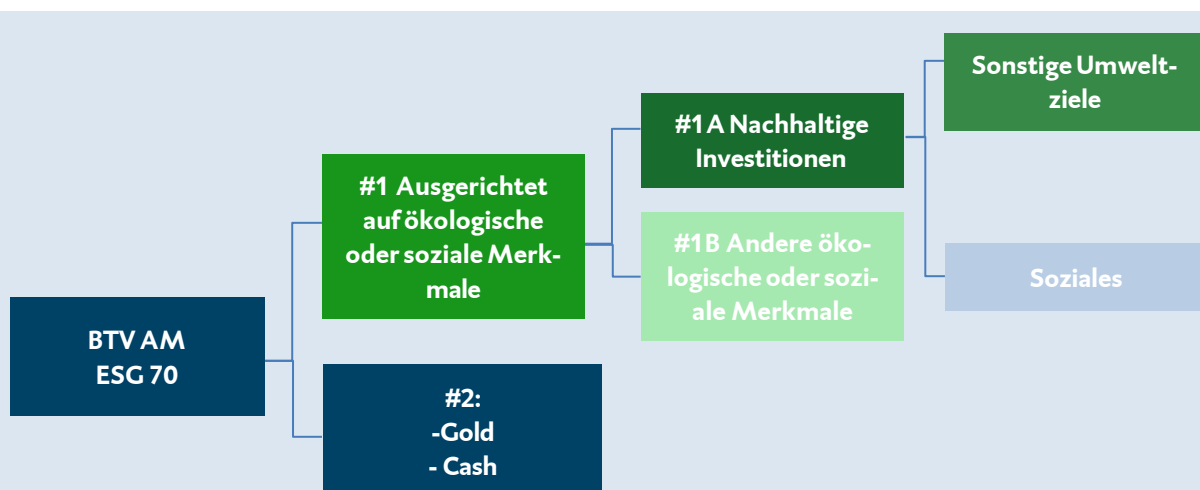 BTV AM
ESG 70
#1 Ausgerichtet
auf ökologische
oder soziale Merk-
male
#2:
-Gold
- Cash
#1A Nachhaltige
Investitionen
#1B Andere öko-
logische oder sozi-
ale Merkmale
Sonstige Umwelt-
ziele
Soziales